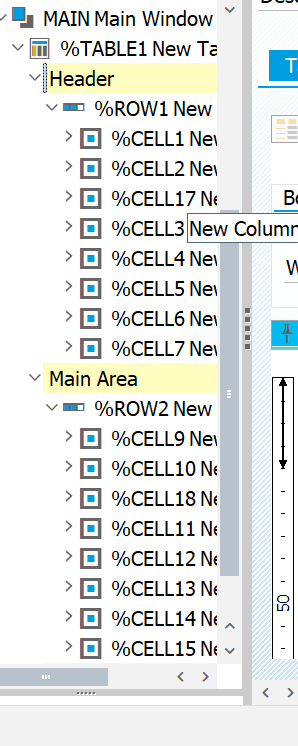 MAIN Main Window
%TABLE1 New Ta
Header
%ROW1 New
%CELL1 New
%CELL2 New
%CELL17 Ne
%CELL3
New Column
%CELL4 New
%CELL5 New
%CELL6 New
%CELL7 New
Main Area
%ROW2 New
%CELL9 New
%CELL10 Ne
%CELL18 Ne
%CELL11 Ne
%CELL12 Ne
%CELL13 Ne
%CELL14 Ne
%CELL15 Ne
T
Bo
W
50